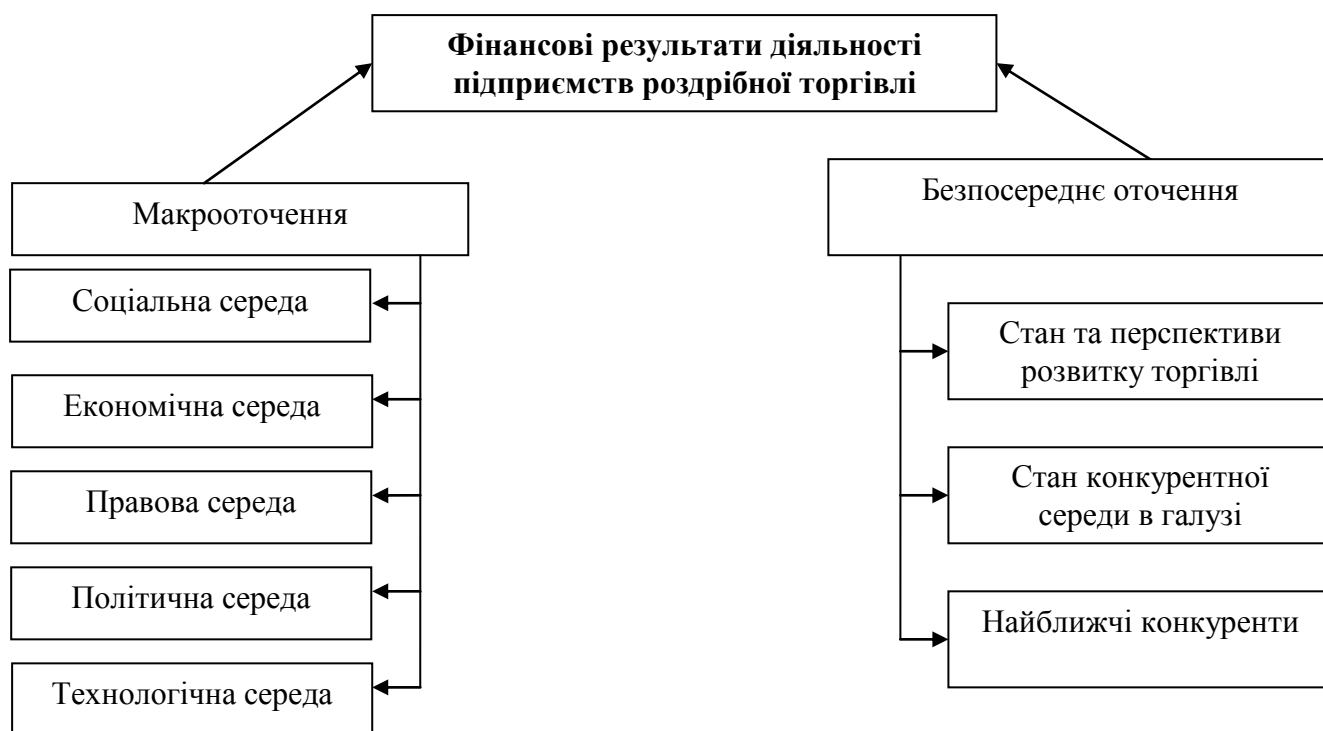 Фінансові результати діяльності
підприємств роздрібної торгівлі
Макрооточення
Соціальна середа
Економічна середа
Правова середа
Політична середа
Технологічна середа
Безпосереднє оточення
Стан та перспективи
розвитку торгівлі
Стан конкурентної
середи в галузі
Найближчі конкуренти